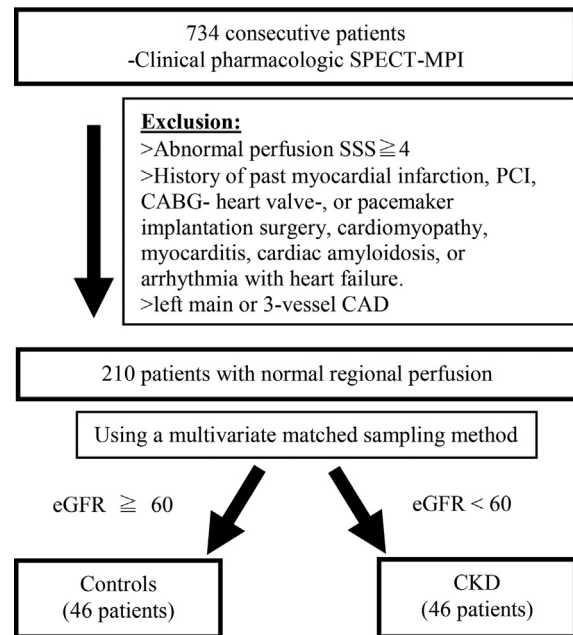 734 consecutive patients
-Clinical pharmacologic SPECT-MPI
Exclusion:
>Abnormal perfusion SSS≧4
>History of past myocardial infarction, PCI,
CABG- heart valve-, or pacemaker
implantation surgery, cardiomyopathy,
myocarditis, cardiac amyloidosis, or
arrhythmia with heart failure.
>left main or 3-vessel CAD
210 patients with normal regional perfusion
Using a multivariate matched sampling method
eGFR ≧ 60
eGFR < 60
Controls
(46 patients)
CKD
(46 patients)